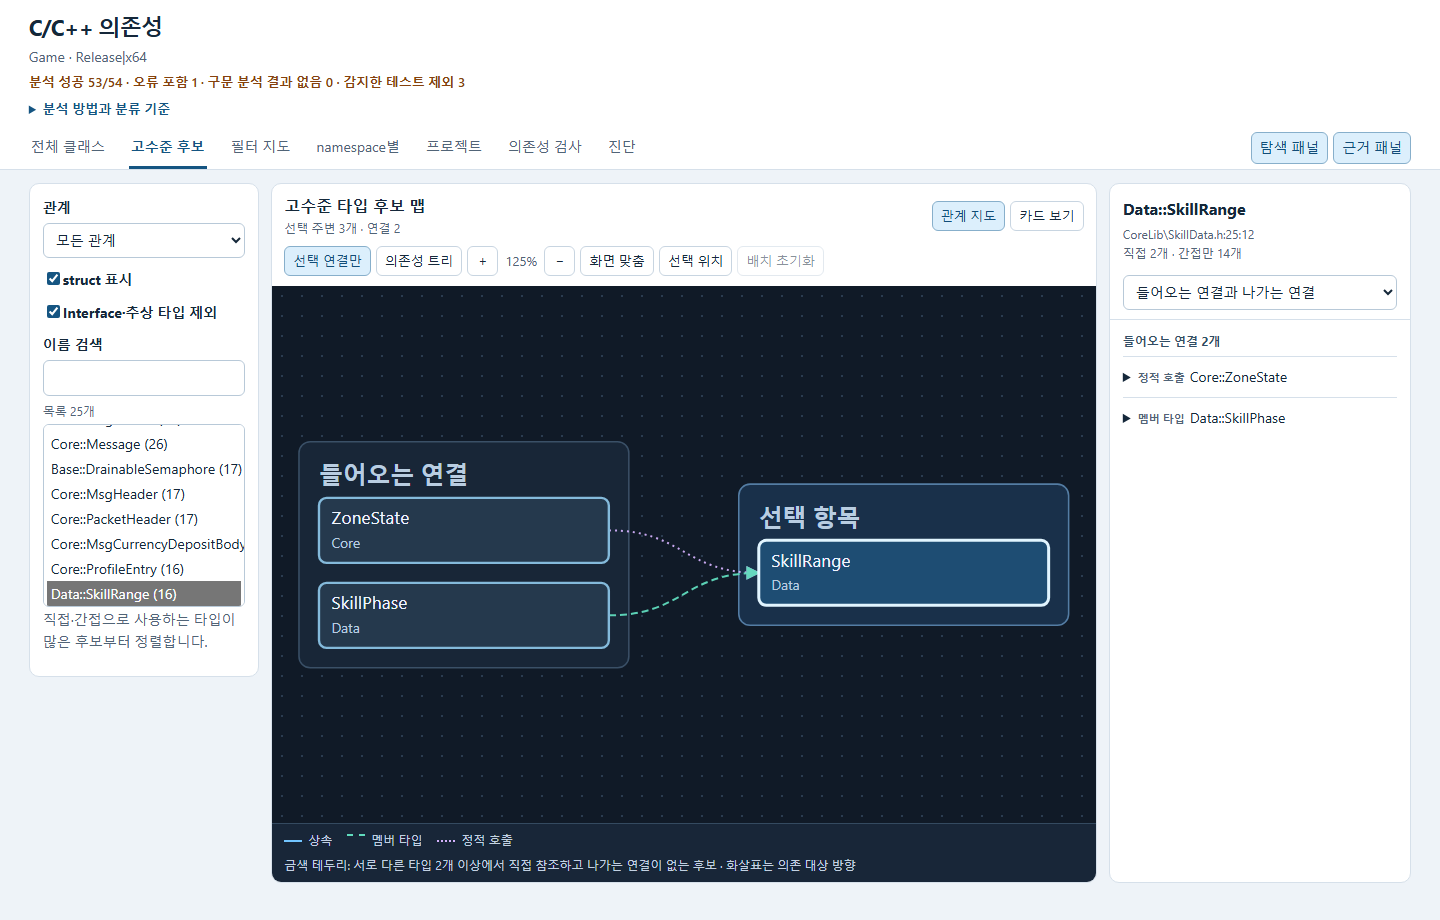 C/C++ 의존성
Game · Release|x64
분석 성공 53/54 · 오류 포함 1 · 구문 분석 결과 없음 0 · 감지한 테스트 제외 3
▶ 분석 방법과 분류 기준
전체 클래스
고수준 후보
필터 지도
namespace별
프로젝트
의존성 검사
진단
탐색 패널
근거 패널
관계
모든 관계
struct 표시
Interface·추상 타입 제외
이름 검색
목록 25개
Core::Message (26)
Base::DrainableSemaphore (17)
Core::MsgHeader (17)
Core::PacketHeader (17)
Core::MsgCurrencyDepositBody
Core::ProfileEntry (16)
Data::SkillRange (16)
직접·간접으로 사용하는 타입이
많은 후보부터 정렬합니다.
고수준 타입 후보 맵
선택 주변 3개 · 연결 2
관계 지도
카드 보기
선택 연결만
의존성 트리
+
125%
−
화면 맞춤
선택 위치
배치 초기화
들어오는 연결
ZoneState
Core
SkillPhase
Data
선택 항목
SkillRange
Data
상속
멤버 타입
정적 호출
금색 테두리: 서로 다른 타입 2개 이상에서 직접 참조하고 나가는 연결이 없는 후보 · 화살표는 의존 대상 방향
Data::SkillRange
CoreLib\SkillData.h:25:12
직접 2개 · 간접만 14개
들어오는 연결과 나가는 연결
들어오는 연결 2개
▶ 정적 호출 Core::ZoneState
▶ 멤버 타입 Data::SkillPhase